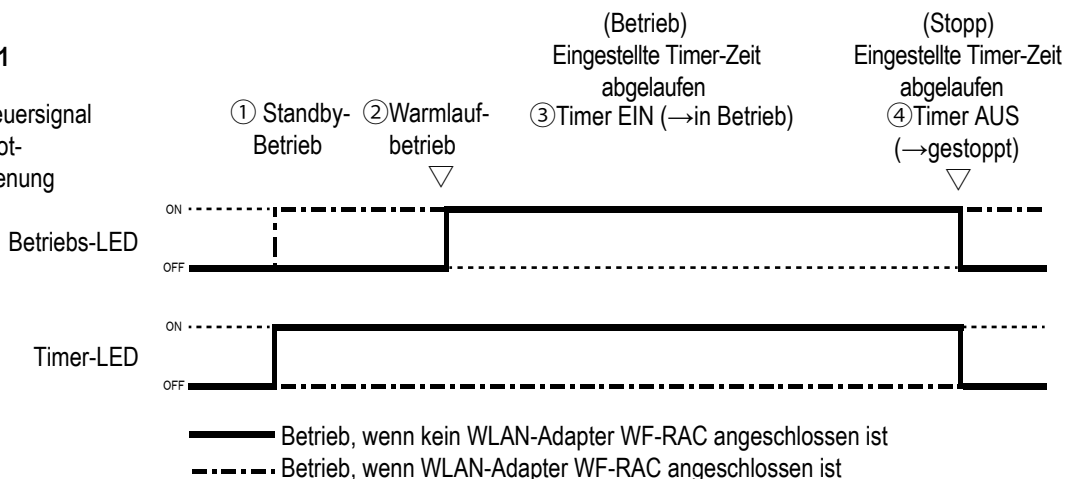 (Betrieb)
Eingestellte Timer-Zeit
abgelaufen
③Timer EIN (→in Betrieb)
(Stopp)
Eingestellte Timer-Zeit
abgelaufen
④Timer AUS
(→gestoppt)
1
euersignal
ot-
enung
① Standby-
Betrieb
②Warmlauf-
betrieb
Betriebs-LED
ON
OFF
Timer-LED
ON
OFF
Betrieb, wenn kein WLAN-Adapter WF-RAC angeschlossen ist
Betrieb, wenn WLAN-Adapter WF-RAC angeschlossen ist